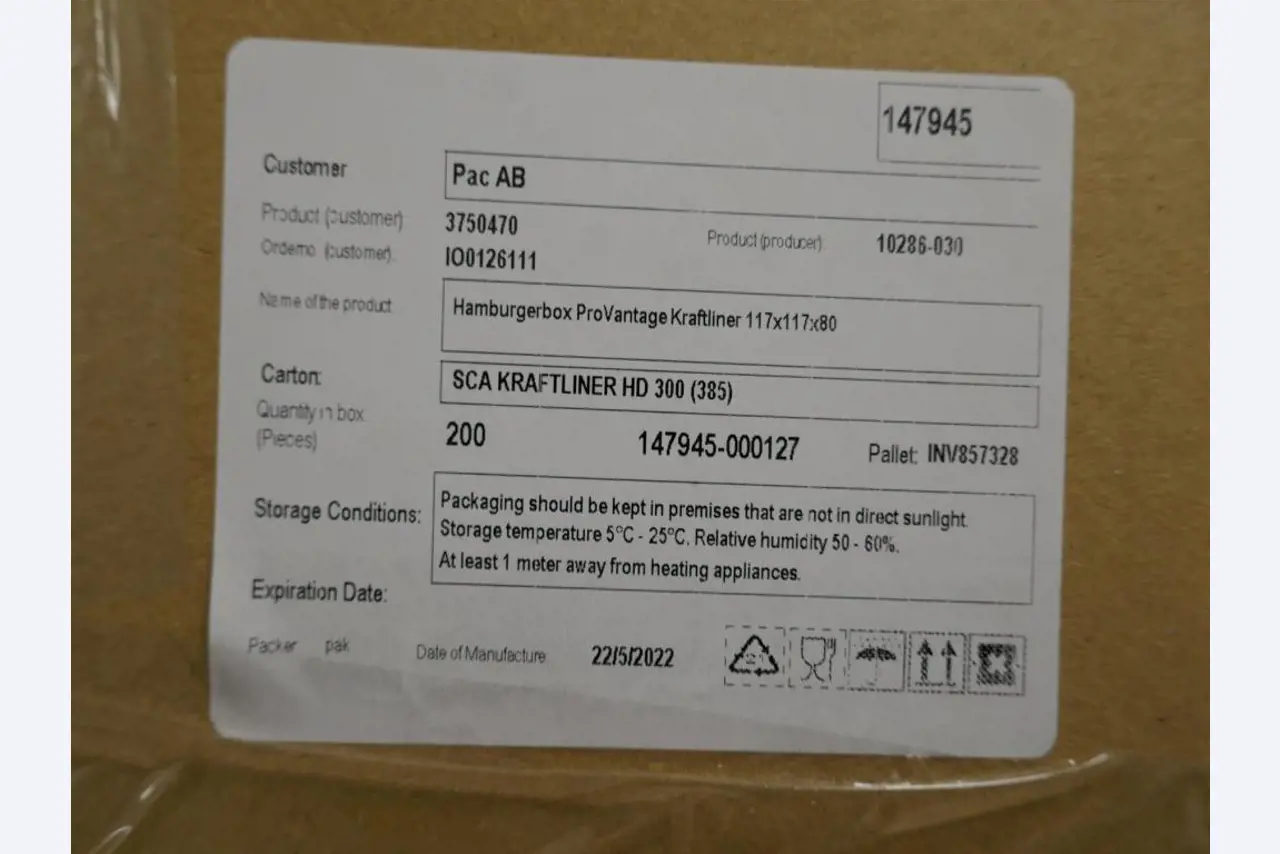 147945
Customer
Pac AB
Product (customer)
3750470
Product (producer)
10286-030
Orderno (customer):
IO0126111
Name of the product
Hamburgerbox ProVantage Kraftliner 117x117x80
Carton:
SCA KRAFTLINER HD 300 (385)
Quantity in box
(Pieces)
200
147945-000127
Pallet: INV857328
Storage Conditions:
Packaging should be kept in premises that are not in direct sunlight.
Storage temperature 5°C - 25°C. Relative humidity 50 - 60%.
At least 1 meter away from heating appliances.
Expiration Date:
Packer pak
Date of Manufacture
22/5/2022